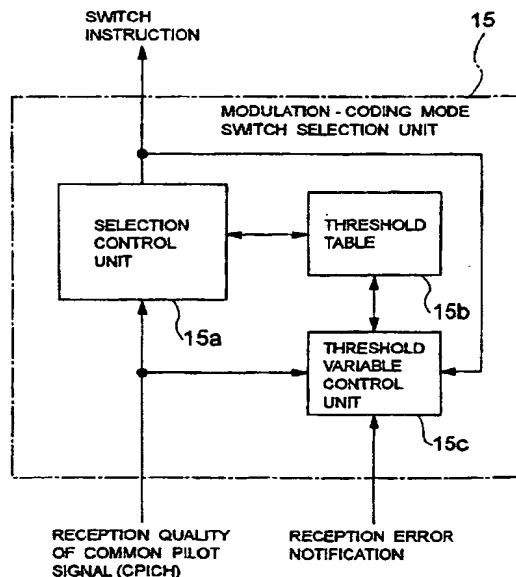 SWITCH
INSTRUCTION
15
MODULATION - CODING MODE
SWITCH SELECTION UNIT
SELECTION
CONTROL
UNIT
15a
THRESHOLD
TABLE
15b
THRESHOLD
VARIABLE
CONTROL
UNIT
15c
RECEPTION QUALITY
OF COMMON PILOT
SIGNAL (CPICH)
RECEPTION ERROR
NOTIFICATION